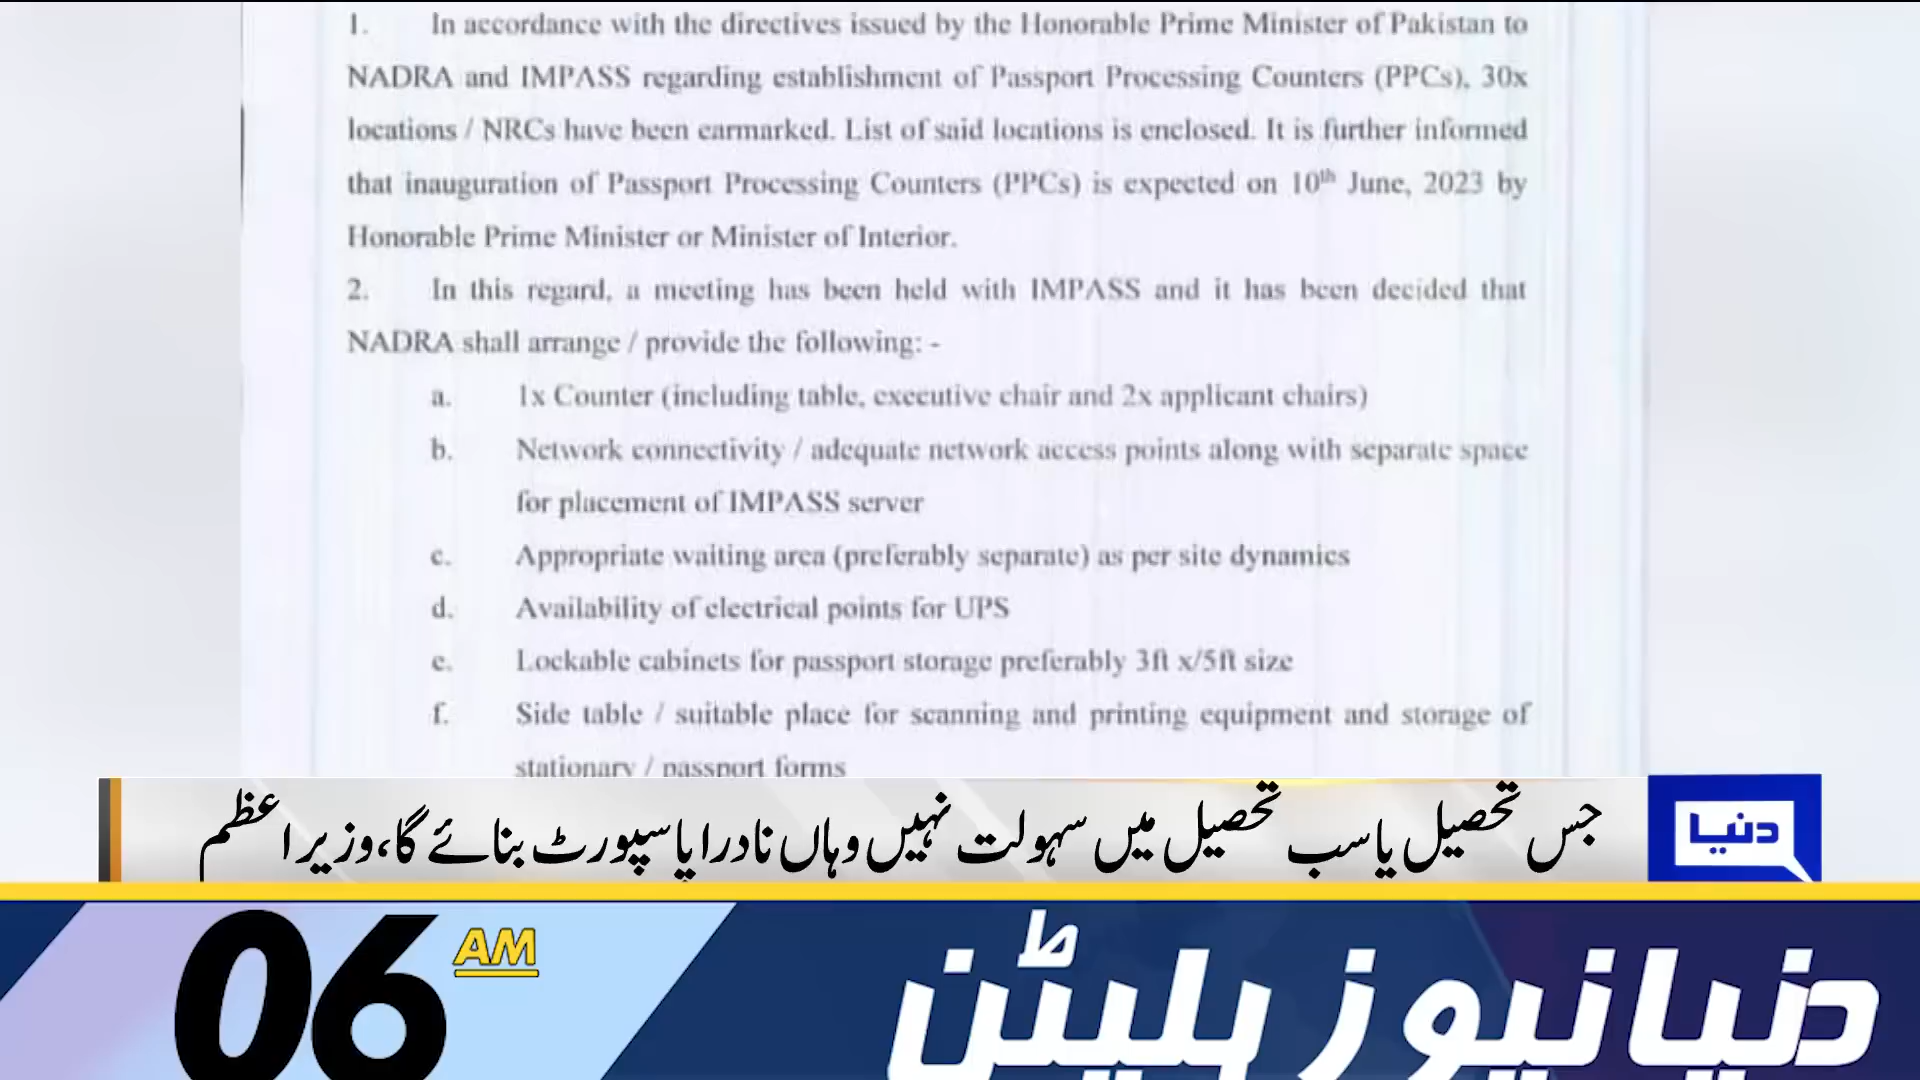 1. In accordance with the directives issued by the Honorable Prime Minister of Pakistan to
NADRA and IMPASS regarding establishment of Passport Processing Counters (PPCs), 30x
locations / NRCs have been earmarked. List of said locations is enclosed. It is further informed
that inauguration of Passport Processing Counters (PPCs) is expected on 10th June, 2023 by
Honorable Prime Minister or Minister of Interior.
2. In this regard, a meeting has been held with IMPASS and it has been decided that
NADRA shall arrange / provide the following: -
a. 1x Counter (including table, executive chair and 2x applicant chairs)
b. Network connectivity / adequate network access points along with separate space
for placement of IMPASS server
c. Appropriate waiting area (preferably separate) as per site dynamics
d. Availability of electrical points for UPS
e. Lockable cabinets for passport storage preferably 3ft x/5ft size
f. Side table / suitable place for scanning and printing equipment and storage of
stationary / passport forms
جس تحصیل یا سب تحصیل میں سہولت نہیں وہاں نادرا پاسپورٹ بنائے گا، وزیراعظم
دنیا
06 AM
دنیا نیوز بلیٹن